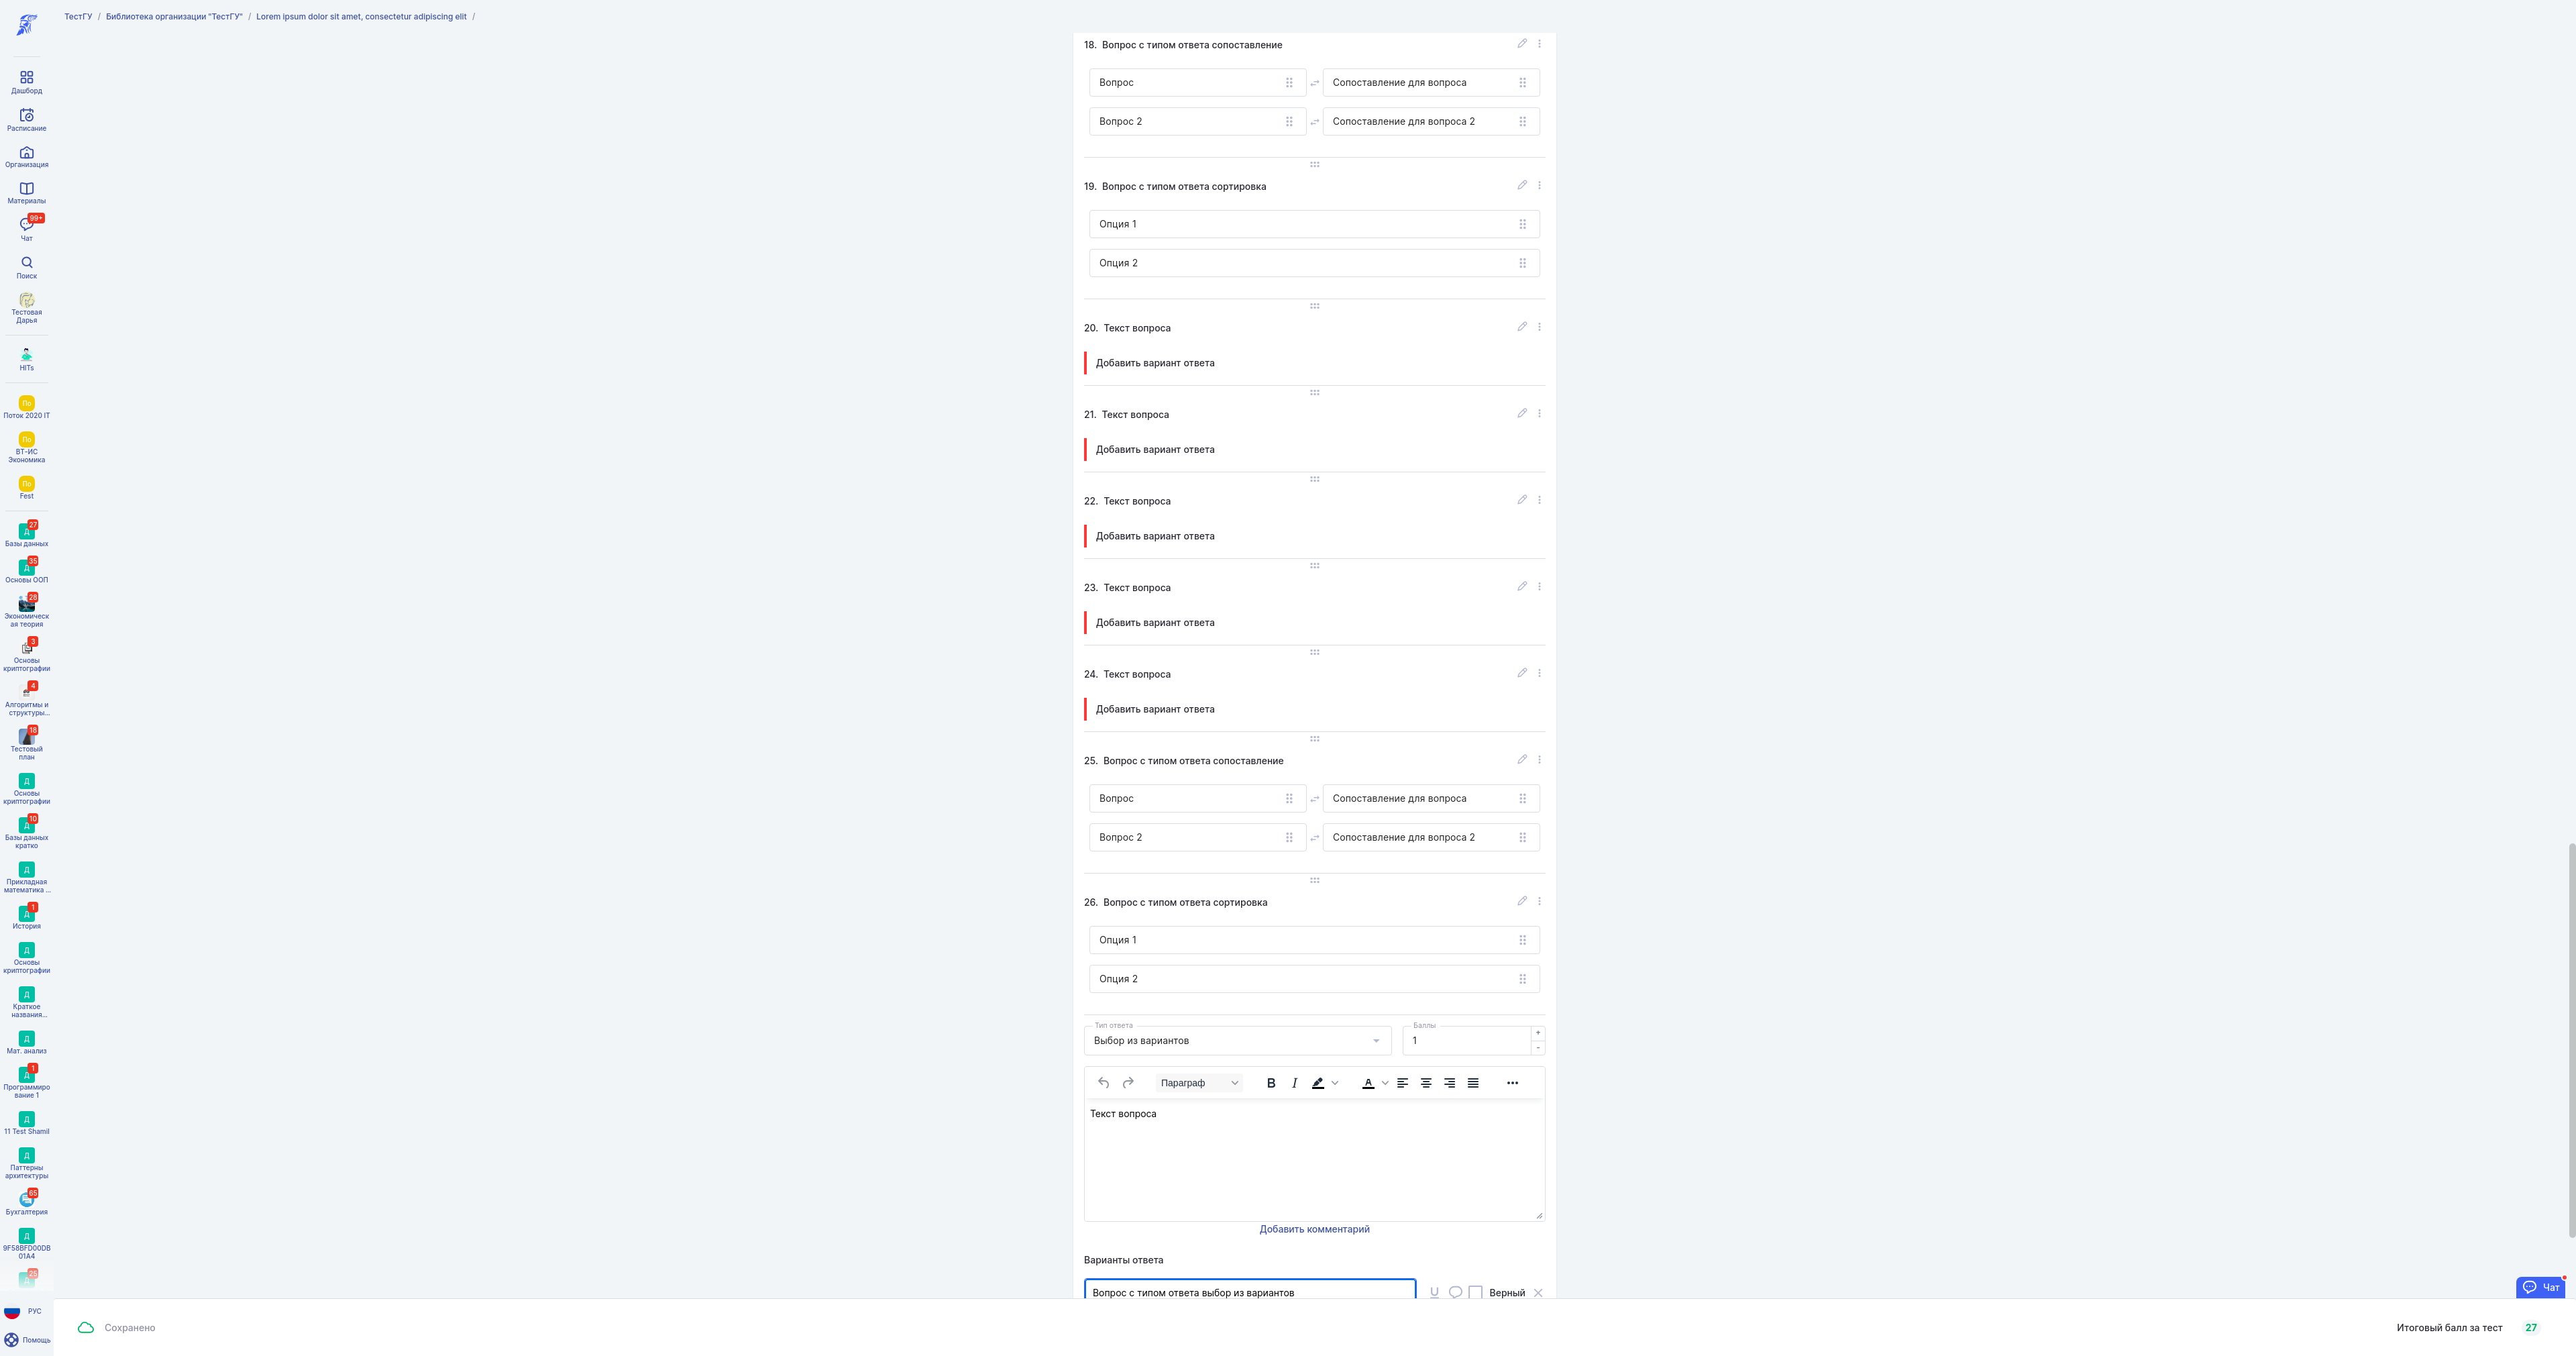 ТестГУ / Библиотека организации "ТестГУ" / Lorem ipsum dolor sit amet, consectetur adipiscing elit /
Дашборд
Расписание
Организация
Материалы
99+
Чат
Поиск
Тестовая
Дарья
HITs
По
Поток 2020 IT
По
ВТ-ИС
Экономика
По
Fest
27
Д
Базы данных
35
Д
Основы ООП
28
Экономическ
ая теория
3
Основы
криптографии
4
Алгоритмы и
структуры...
18
Тестовый
план
Д
Основы
криптографии
10
Д
Базы данных
кратко
Д
Прикладная
математика ...
1
Д
История
Д
Основы
криптографии
Д
Краткое
названия...
Д
Мат. анализ
1
Д
Программиро
вание 1
Д
11 Test Shamil
Д
Паттерны
архитектуры
65
Бухгалтерия
Д
9F58BFD00DB
01A4
25
Д
РУС
Помощь
18. Вопрос с типом ответа сопоставление
Вопрос
Сопоставление для вопроса
Вопрос 2
Сопоставление для вопроса 2
19. Вопрос с типом ответа сортировка
Опция 1
Опция 2
20. Текст вопроса
Добавить вариант ответа
21. Текст вопроса
Добавить вариант ответа
22. Текст вопроса
Добавить вариант ответа
23. Текст вопроса
Добавить вариант ответа
24. Текст вопроса
Добавить вариант ответа
25. Вопрос с типом ответа сопоставление
Вопрос
Сопоставление для вопроса
Вопрос 2
Сопоставление для вопроса 2
26. Вопрос с типом ответа сортировка
Опция 1
Опция 2
Тип ответа
Выбор из вариантов
Баллы
1
+
-
Параграф
B I A
Текст вопроса
Добавить комментарий
Варианты ответа
Вопрос с типом ответа выбор из вариантов
Верный
Чат
Сохранено
Итоговый балл за тест 27